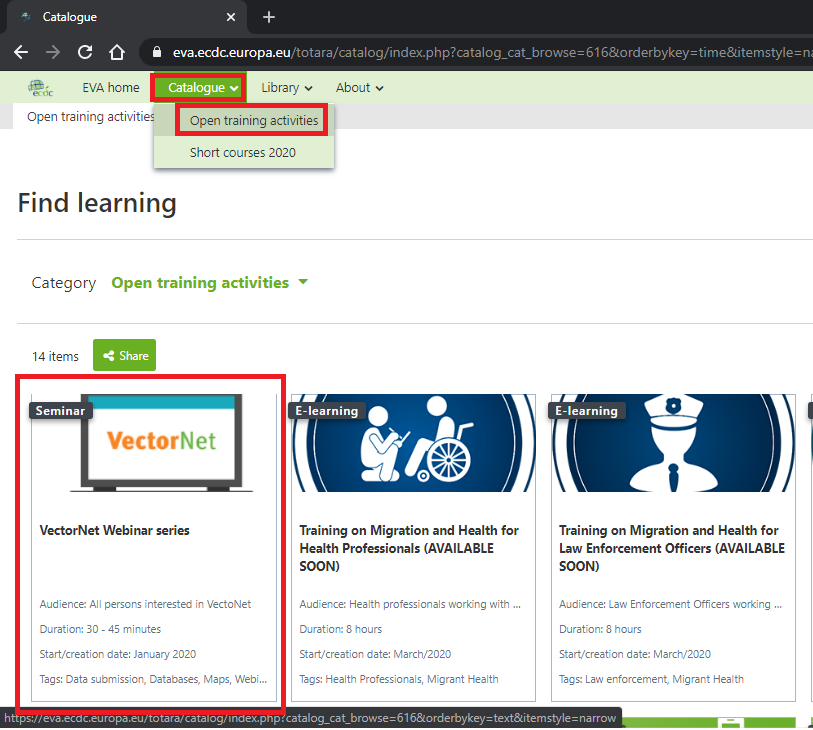 Catalogue
eva.ecdc.europa.eu/totara/catalog/index.php?catalog_cat_browse=616&orderbykey=time&itemstyle=na
ecdc
EVA home
Catalogue
Library
About
Open training activities
Open training activities
Short courses 2020
Find learning
Category Open training activities
14 items
Share
Seminar
VectorNet
VectorNet Webinar series
Audience: All persons interested in VectoNet
Duration: 30 - 45 minutes
Start/creation date: January 2020
Tags: Data submission, Databases, Maps, Webi...
E-learning
Training on Migration and Health for
Health Professionals (AVAILABLE
SOON)
Audience: Health professionals working with ...
Duration: 8 hours
Start/creation date: March/2020
Tags: Health Professionals, Migrant Health
E-learning
Training on Migration and Health for
Law Enforcement Officers (AVAILABLE
SOON)
Audience: Law Enforcement Officers working ...
Duration: 8 hours
Start/creation date: March/2020
Tags: Law enforcement, Migrant Health
https://eva.ecdc.europa.eu/totara/catalog/index.php?catalog_cat_browse=616&orderbykey=text&itemstyle=narrow